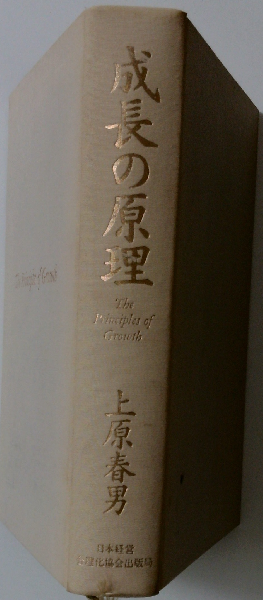 成長の原理
The
Principles of
Growth
上原春男
日本経営
合理化協会出版局